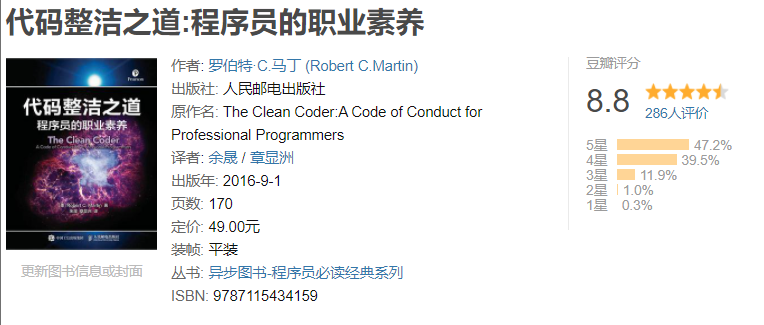 代码整洁之道:程序员的职业素养
Pearson
代码整洁之道
程序员的职业素养
The Clean Coder
A Code of Conduct for Professional Programmers
更新图书信息或封面
作者: 罗伯特·C.马丁 (Robert C.Martin)
出版社: 人民邮电出版社
原作名: The Clean Coder:A Code of Conduct for
Professional Programmers
译者: 余晟 / 章显洲
出版年: 2016-9-1
页数: 170
定价: 49.00元
装帧: 平装
丛书: 异步图书-程序员必读经典系列
ISBN: 9787115434159
豆瓣评分
8.8
286人评价
5星 47.2%
4星 39.5%
3星 11.9%
2星 1.0%
1星 0.3%